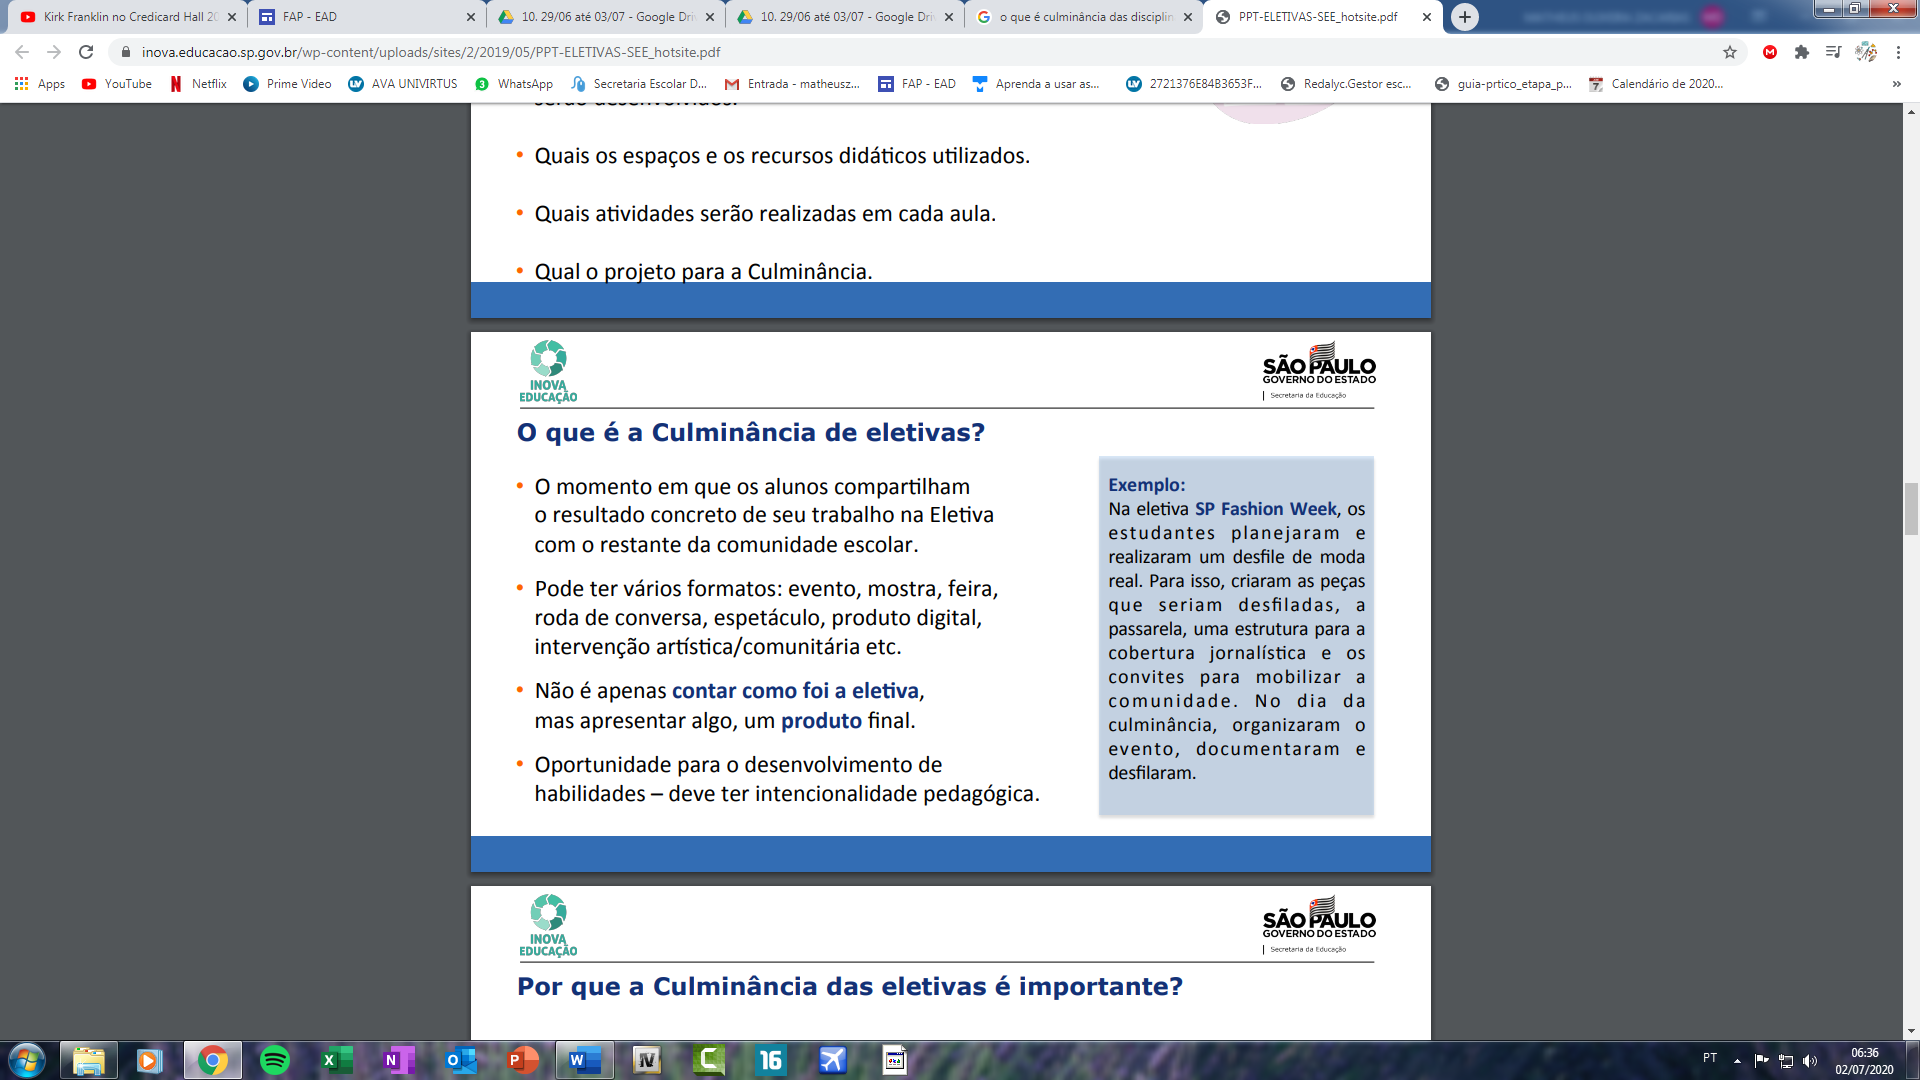 Kirk Franklin no Credicard Hall 20
FAP - EAD
10. 29/06 até 03/07 - Google Driv
10. 29/06 até 03/07 - Google Driv
o que é culminância das disciplin
PPT-ELETIVAS-SEE_hotsite.pdf
inova.educacao.sp.gov.br/wp-content/uploads/sites/2/2019/05/PPT-ELETIVAS-SEE_hotsite.pdf
Apps
YouTube
Netflix
Prime Video
AVA UNIVIRTUS
WhatsApp
Secretaria Escolar D...
Entrada - matheusz...
FAP - EAD
Aprenda a usar as...
2721376E84B3653F...
Redalyc.Gestor esc...
guia-prtico_etapa_p...
Calendário de 2020...
»
serão desenvolvidos.
• Quais os espaços e os recursos didáticos utilizados.
• Quais atividades serão realizadas em cada aula.
• Qual o projeto para a Culminância.
INOVA
EDUCAÇÃO
SÃO PAULO
GOVERNO DO ESTADO
Secretaria da Educação
O que é a Culminância de eletivas?
• O momento em que os alunos compartilham
o resultado concreto de seu trabalho na Eletiva
com o restante da comunidade escolar.
• Pode ter vários formatos: evento, mostra, feira,
roda de conversa, espetáculo, produto digital,
intervenção artística/comunitária etc.
• Não é apenas contar como foi a eletiva,
mas apresentar algo, um produto final.
• Oportunidade para o desenvolvimento de
habilidades – deve ter intencionalidade pedagógica.
Exemplo:
Na eletiva SP Fashion Week, os
estudantes planejaram e
realizaram um desfile de moda
real. Para isso, criaram as peças
que seriam desfiladas, a
passarela, uma estrutura para a
cobertura jornalística e os
convites para mobilizar a
comunidade. No dia da
culminância, organizaram o
evento, documentaram e
desfilaram.
INOVA
EDUCAÇÃO
SÃO PAULO
GOVERNO DO ESTADO
Secretaria da Educação
Por que a Culminância das eletivas é importante?
PT
06:36
02/07/2020